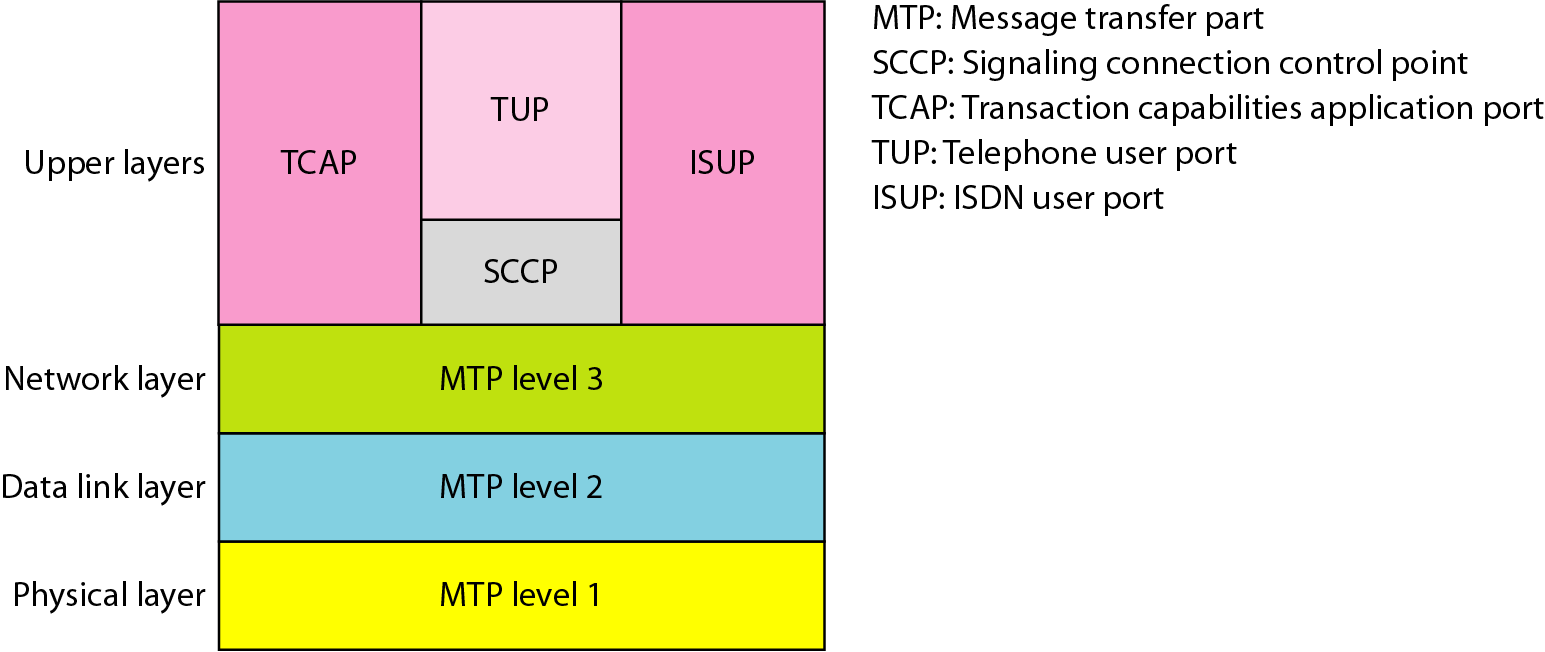 Upper layers
TCAP
TUP
SCCP
ISUP
Network layer
MTP level 3
Data link layer
MTP level 2
Physical layer
MTP level 1
MTP: Message transfer part
SCCP: Signaling connection control point
TCAP: Transaction capabilities application port
TUP: Telephone user port
ISUP: ISDN user port